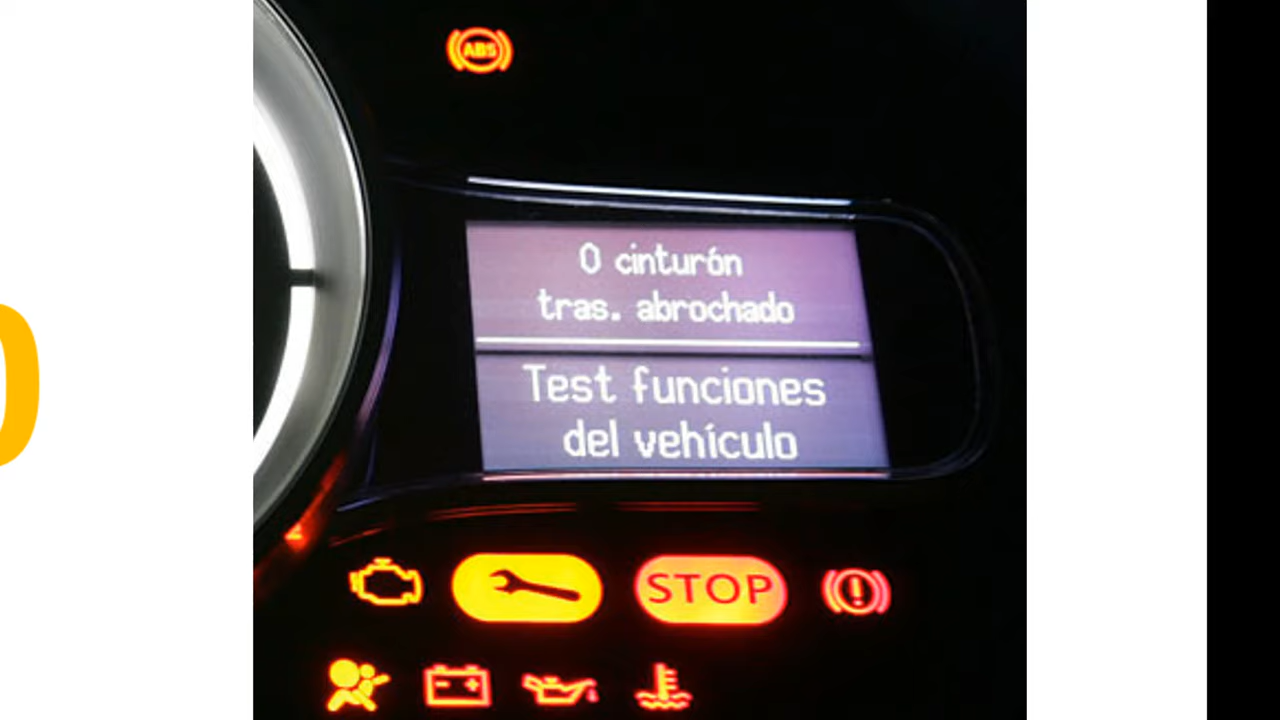 ABS
0 cinturón
tras. abrochado
Test funciones
del vehículo
STOP